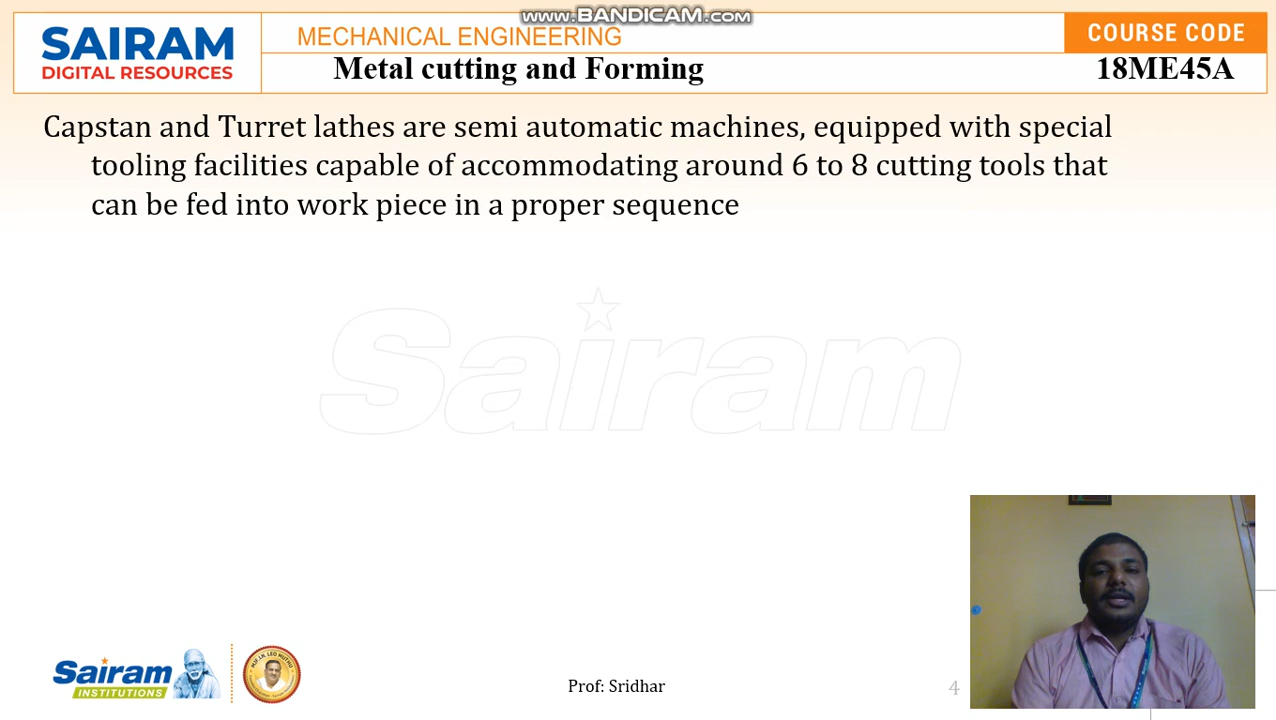 www.BANDICAM.com
SAIRAM
DIGITAL RESOURCES
MECHANICAL ENGINEERING
COURSE CODE
Metal cutting and Forming
18ME45A
Capstan and Turret lathes are semi automatic machines, equipped with special
tooling facilities capable of accommodating around 6 to 8 cutting tools that
can be fed into work piece in a proper sequence
Sairam
Sairam
INSTITUTIONS
Prof: Sridhar
4